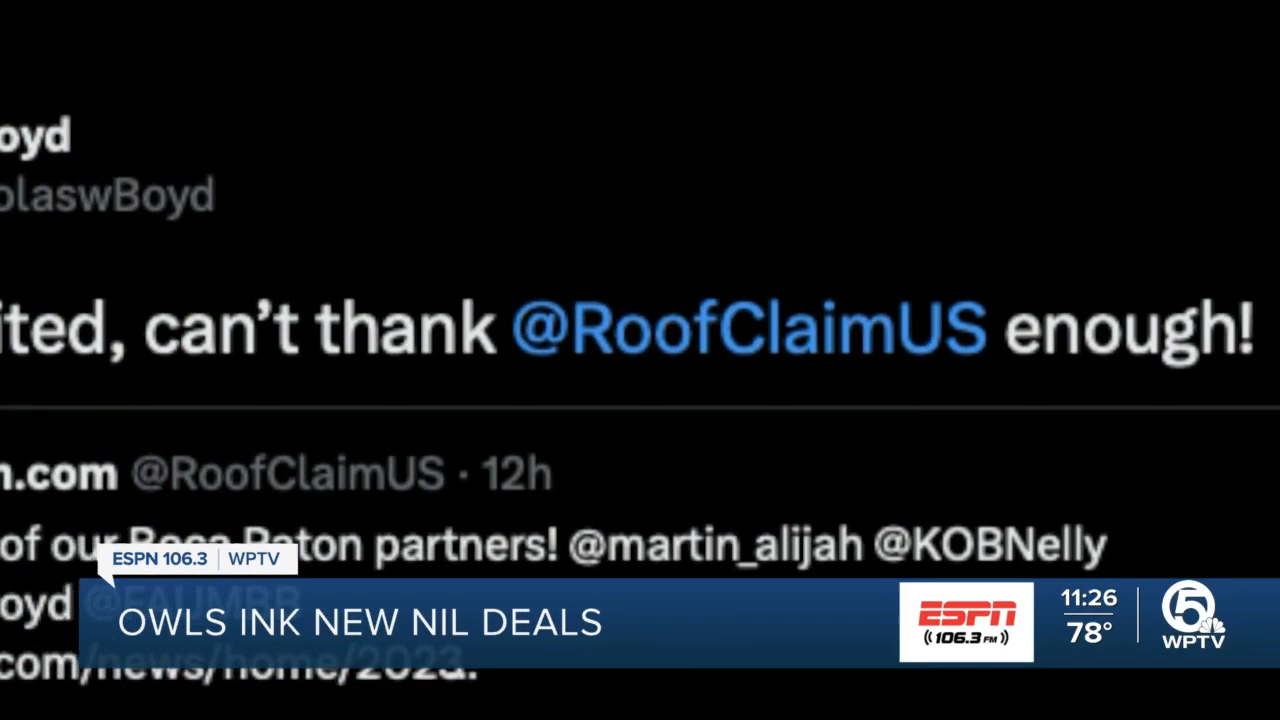 oyd
olaswBoyd
ited, can't thank @RoofClaimUS enough!
n.com @RoofClaimUS · 12h
of our Boca Raton partners! @martin_alijah @KOBNelly
ESPN 106.3 | WPTV
oyd @FAUMBB
OWLS INK NEW NIL DEALS
com/news/home/2023.
ESPN
106.3 FM
11:26
78°
5
WPTV